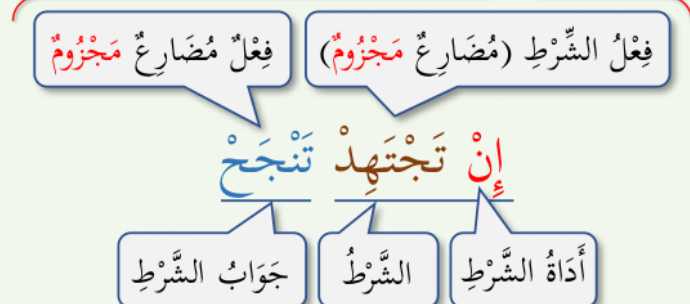 فِعْلُ الشِّرْطِ (مُضَارِعٌ مَجْزُومٌ) فِعْلٌ مُضَارِعٌ مَجْزُومٌ
إِنْ تَجْتَهِدْ تَنْجَحْ
أَدَاةُ الشَّرْطِ الشَّرْطُ جَوَابُ الشَّرْطِ